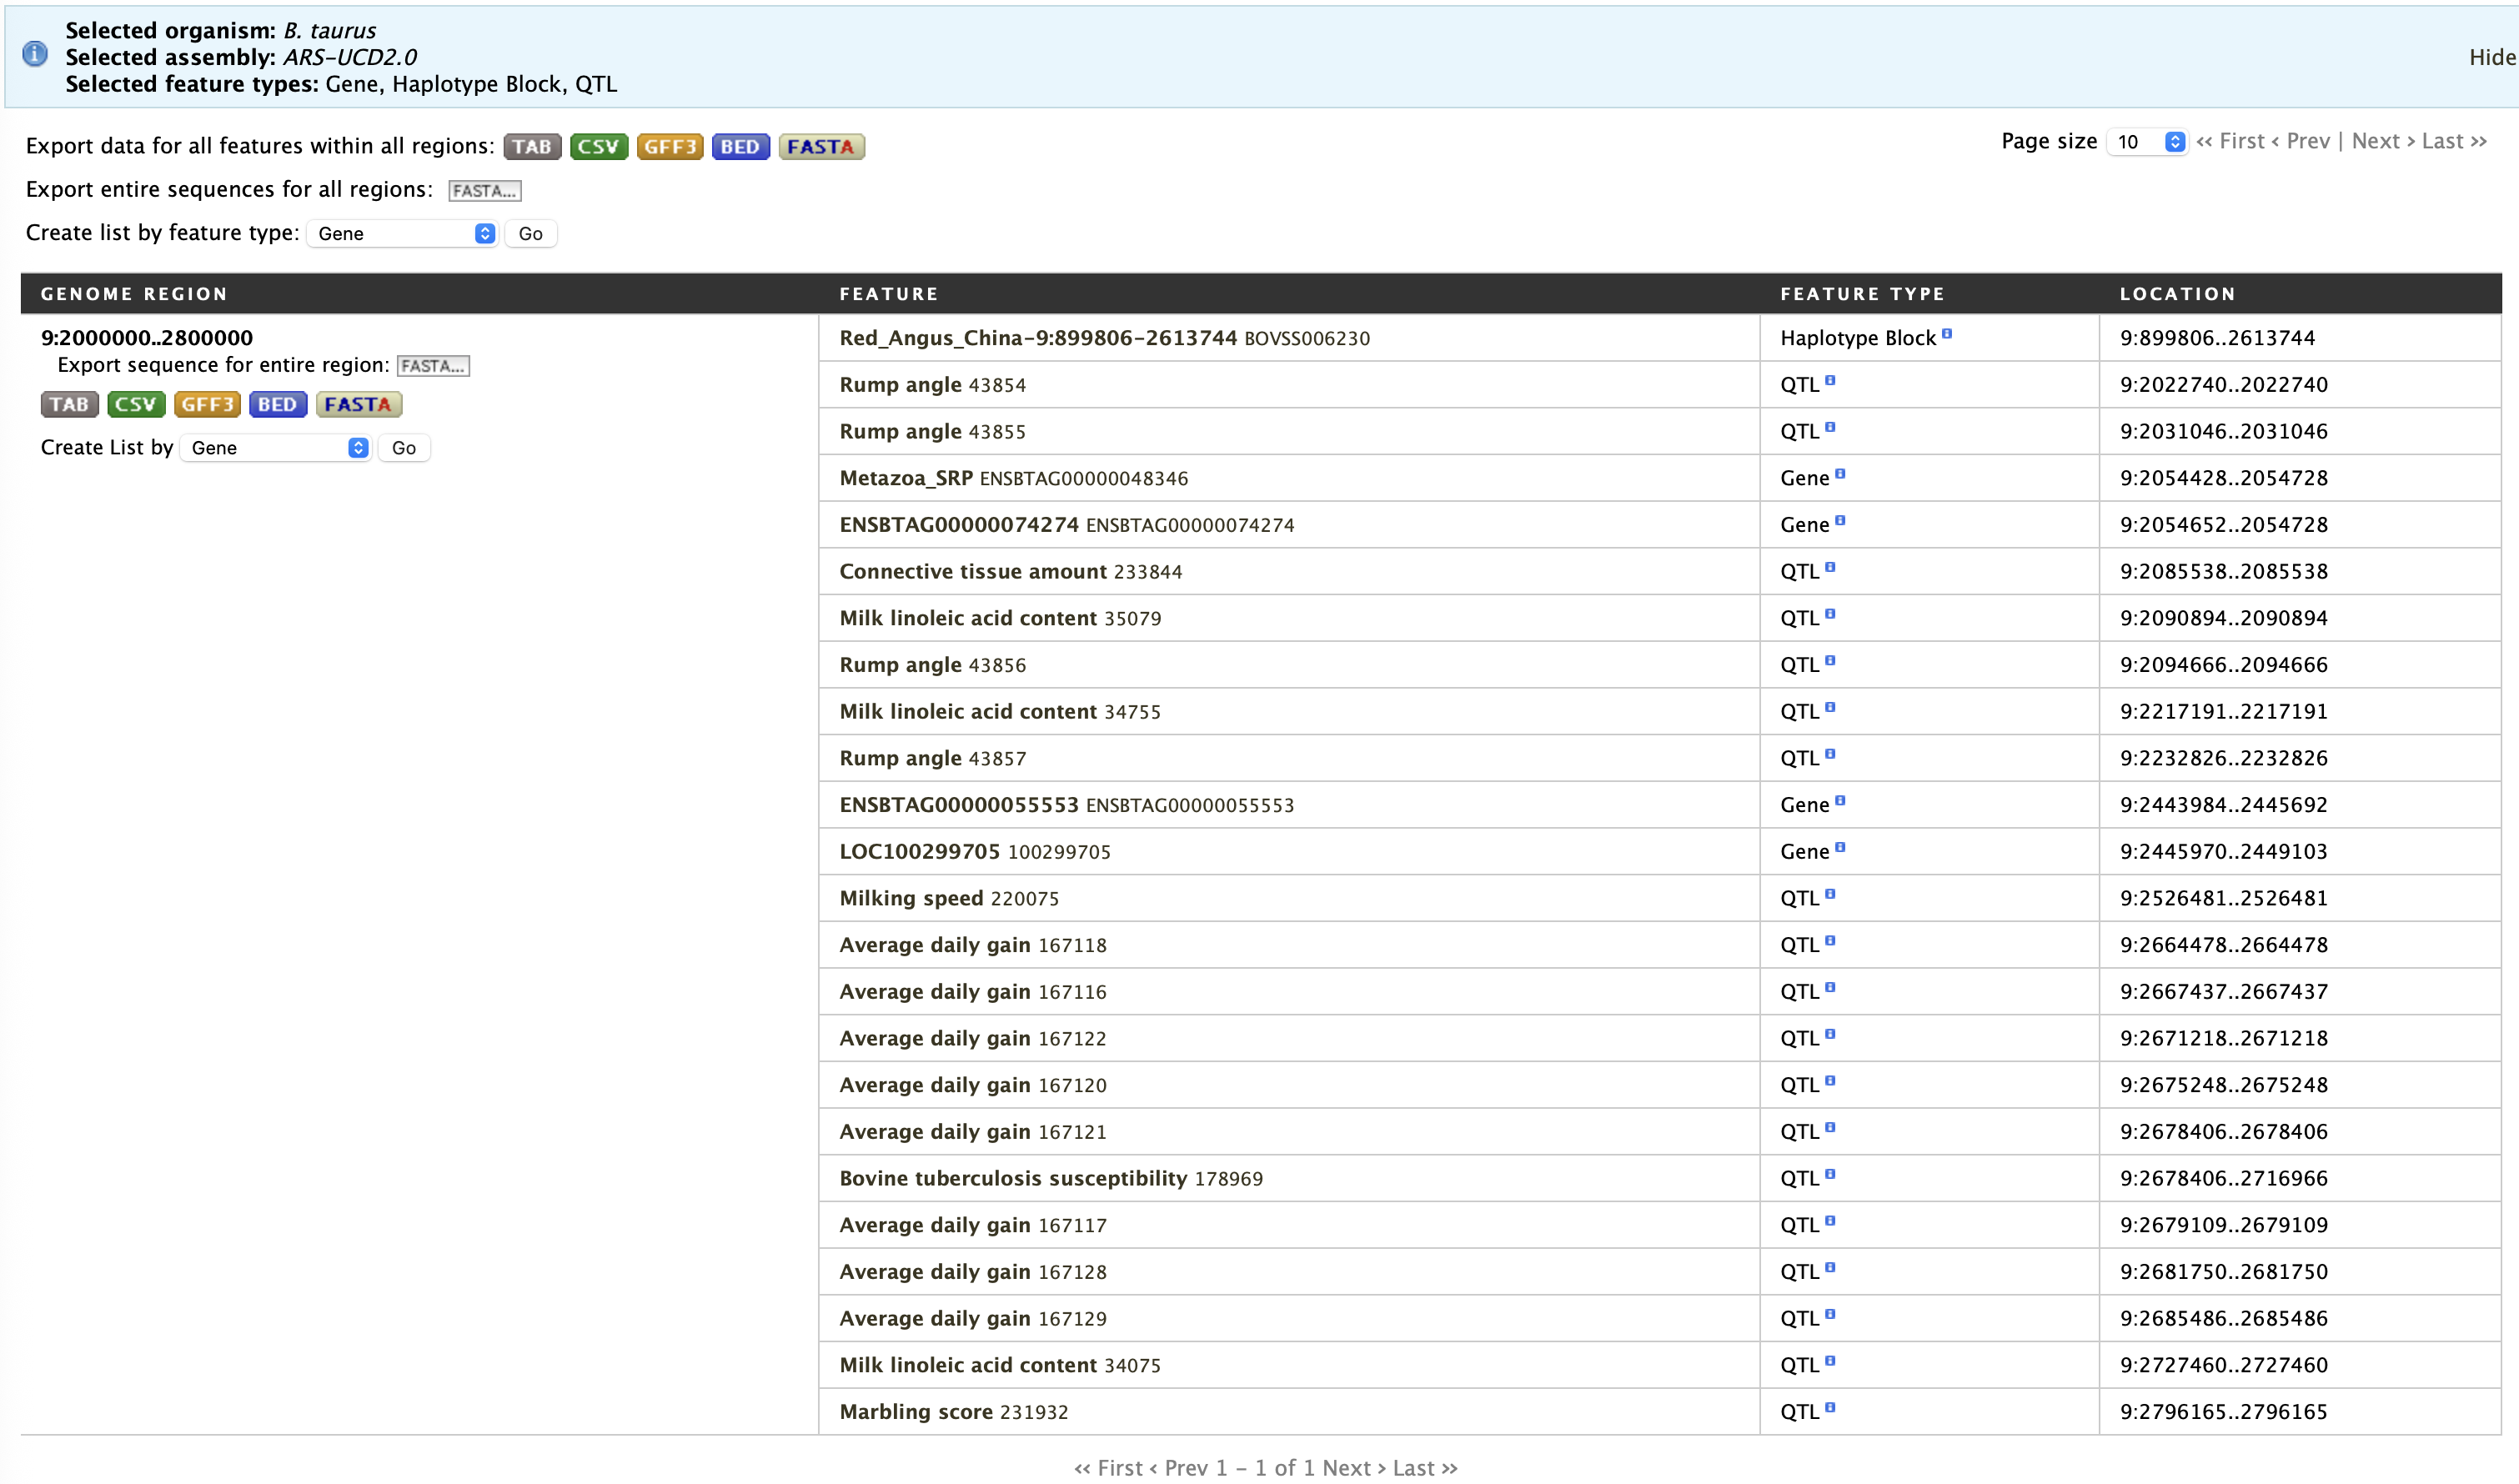 Selected organism: B. taurus
Selected assembly: ARS-UCD2.0
Selected feature types: Gene, Haplotype Block, QTL
Hide
Export data for all features within all regions: TAB CSV GFF3 BED FASTA
Page size 10 << First < Prev | Next > Last >>
Export entire sequences for all regions: FASTA...
Create list by feature type: Gene Go
GENOME REGION FEATURE FEATURE TYPE LOCATION
9:2000000..2800000
Export sequence for entire region: FASTA...
TAB CSV GFF3 BED FASTA
Create List by Gene Go
Red_Angus_China-9:899806-2613744 BOVSS006230 Haplotype Block 9:899806..2613744
Rump angle 43854 QTL 9:2022740..2022740
Rump angle 43855 QTL 9:2031046..2031046
Metazoa_SRP ENSBTAG00000048346 Gene 9:2054428..2054728
ENSBTAG00000074274 ENSBTAG00000074274 Gene 9:2054652..2054728
Connective tissue amount 233844 QTL 9:2085538..2085538
Milk linoleic acid content 35079 QTL 9:2090894..2090894
Rump angle 43856 QTL 9:2094666..2094666
Milk linoleic acid content 34755 QTL 9:2217191..2217191
Rump angle 43857 QTL 9:2232826..2232826
ENSBTAG00000055553 ENSBTAG00000055553 Gene 9:2443984..2445692
LOC100299705 100299705 Gene 9:2445970..2449103
Milking speed 220075 QTL 9:2526481..2526481
Average daily gain 167118 QTL 9:2664478..2664478
Average daily gain 167116 QTL 9:2667437..2667437
Average daily gain 167122 QTL 9:2671218..2671218
Average daily gain 167120 QTL 9:2675248..2675248
Average daily gain 167121 QTL 9:2678406..2678406
Bovine tuberculosis susceptibility 178969 QTL 9:2678406..2716966
Average daily gain 167117 QTL 9:2679109..2679109
Average daily gain 167128 QTL 9:2681750..2681750
Average daily gain 167129 QTL 9:2685486..2685486
Milk linoleic acid content 34075 QTL 9:2727460..2727460
Marbling score 231932 QTL 9:2796165..2796165
<< First < Prev 1 - 1 of 1 Next > Last >>